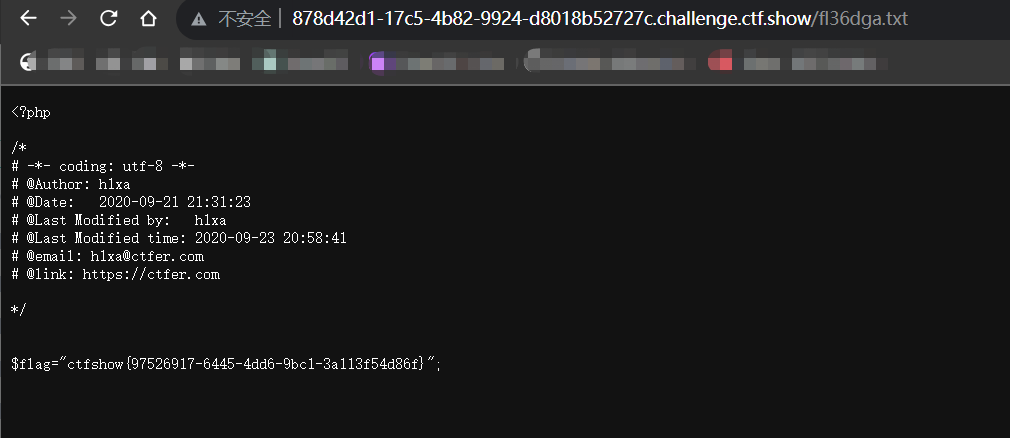 不安全 878d42d1-17c5-4b82-9924-d8018b52727c.challenge.ctf.show/fl36dga.txt
<?php
/*
# -*- coding: utf-8 -*-
# @Author: h1xa
# @Date:   2020-09-21 21:31:23
# @Last Modified by:   h1xa
# @Last Modified time: 2020-09-23 20:58:41
# @email: h1xa@ctfer.com
# @link: https://ctfer.com
*/
$flag="ctfshow{97526917-6445-4dd6-9bc1-3a113f54d86f}";